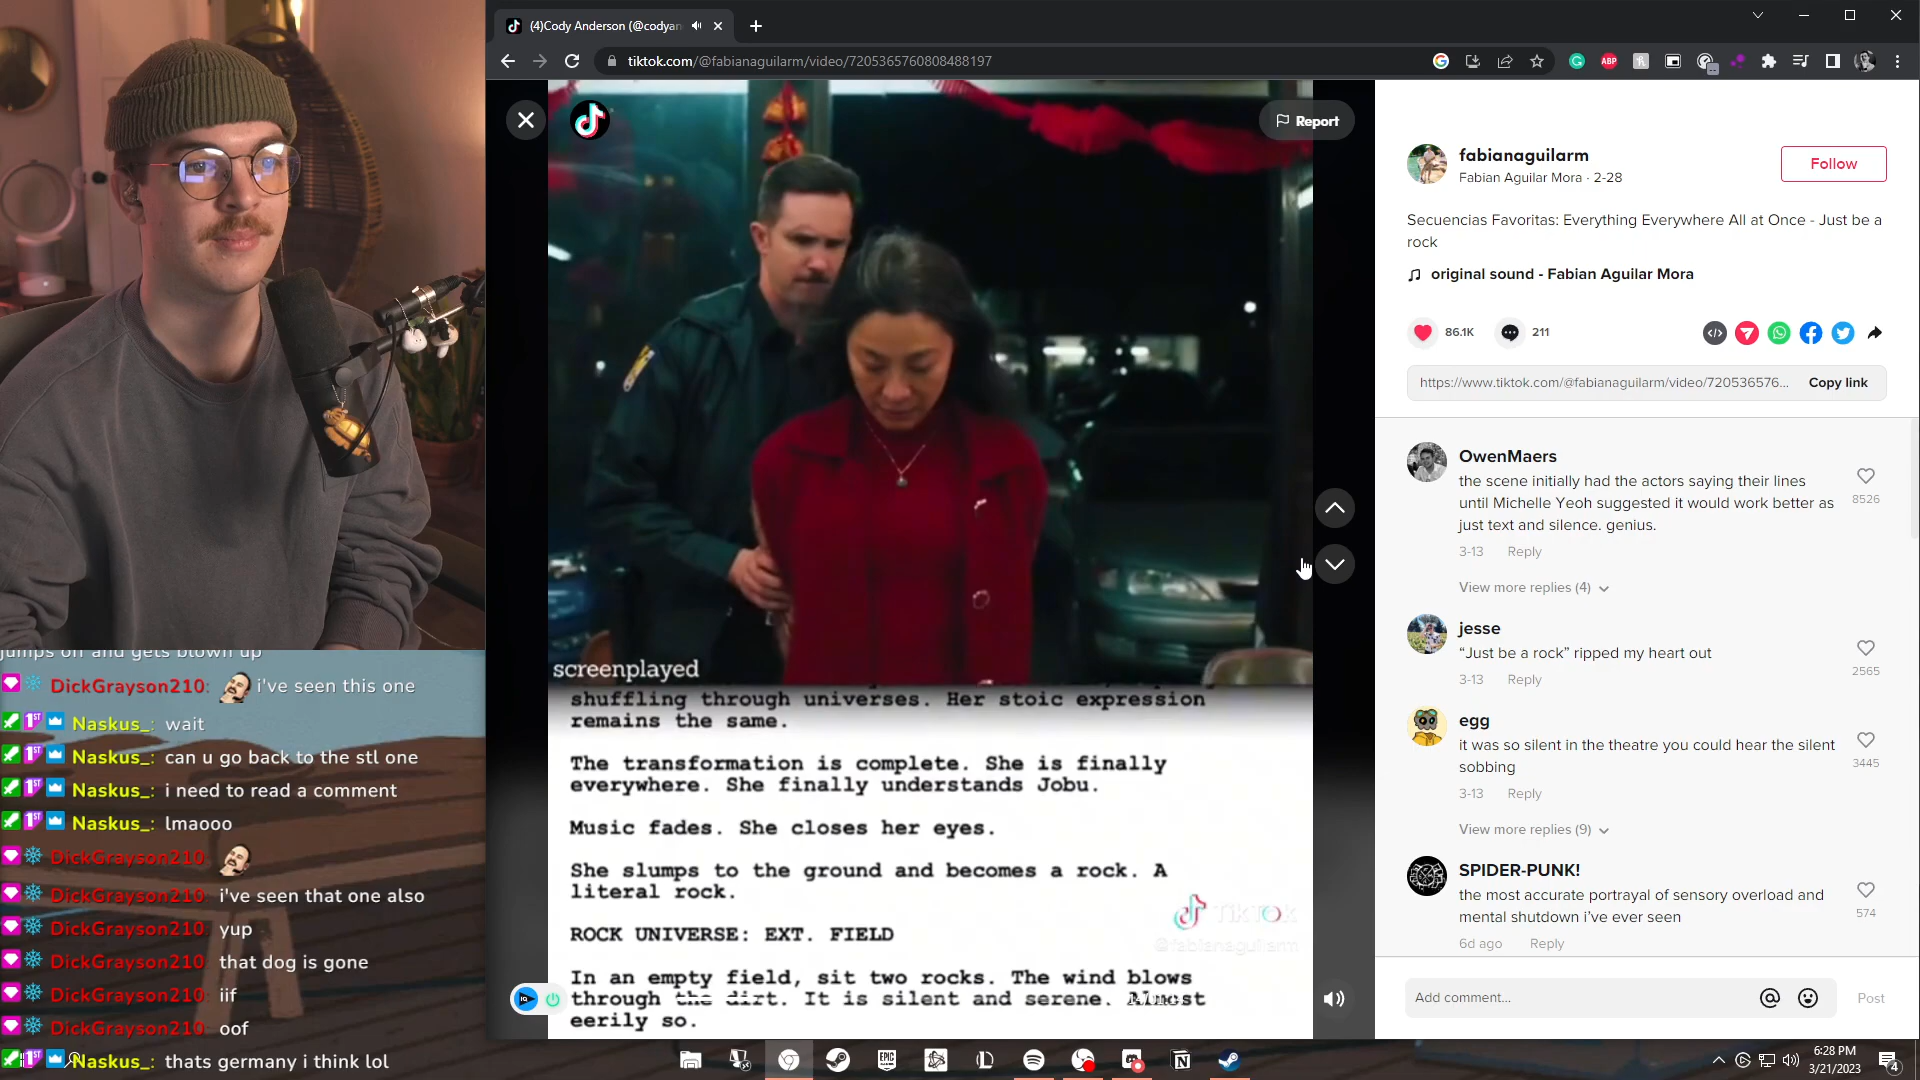 (4)Cody Anderson (@codyan
tiktok.com/@fabianaguilarm/video/7205365760808488197
ABP
Report
screenplayed
shuffling through universes. Her stoic expression
remains the same.
The transformation is complete. She is finally
everywhere. She finally understands Jobu.
Music fades. She closes her eyes.
She slumps to the ground and becomes a rock. A
literal rock.
ROCK UNIVERSE: EXT. FIELD
In an empty field, sit two rocks. The wind blows
through the dirt. It is silent and serene. Almost
eerily so.
TikTok
@fabianaguilarm
fabianaguilarm
Fabian Aguilar Mora · 2-28
Follow
Secuencias Favoritas: Everything Everywhere All at Once - Just be a
rock
original sound - Fabian Aguilar Mora
86.1K
211
https://www.tiktok.com/@fabianaguilarm/video/720536576...
Copy link
OwenMaers
the scene initially had the actors saying their lines
until Michelle Yeoh suggested it would work better as
just text and silence. genius.
8526
3-13 Reply
View more replies (4)
jesse
"Just be a rock" ripped my heart out
2565
3-13 Reply
egg
it was so silent in the theatre you could hear the silent
sobbing
3445
3-13 Reply
View more replies (9)
SPIDER-PUNK!
the most accurate portrayal of sensory overload and
mental shutdown i've ever seen
574
6d ago Reply
Add comment...
Post
jumps off and gets blown up
DickGrayson210: i've seen this one
Naskus_: wait
Naskus_: can u go back to the stl one
Naskus_: i need to read a comment
Naskus_: lmaooo
DickGrayson210:
DickGrayson210: i've seen that one also
DickGrayson210: yup
DickGrayson210: that dog is gone
DickGrayson210: iif
DickGrayson210: oof
Naskus_: thats germany i think lol
6:28 PM
3/21/2023
4